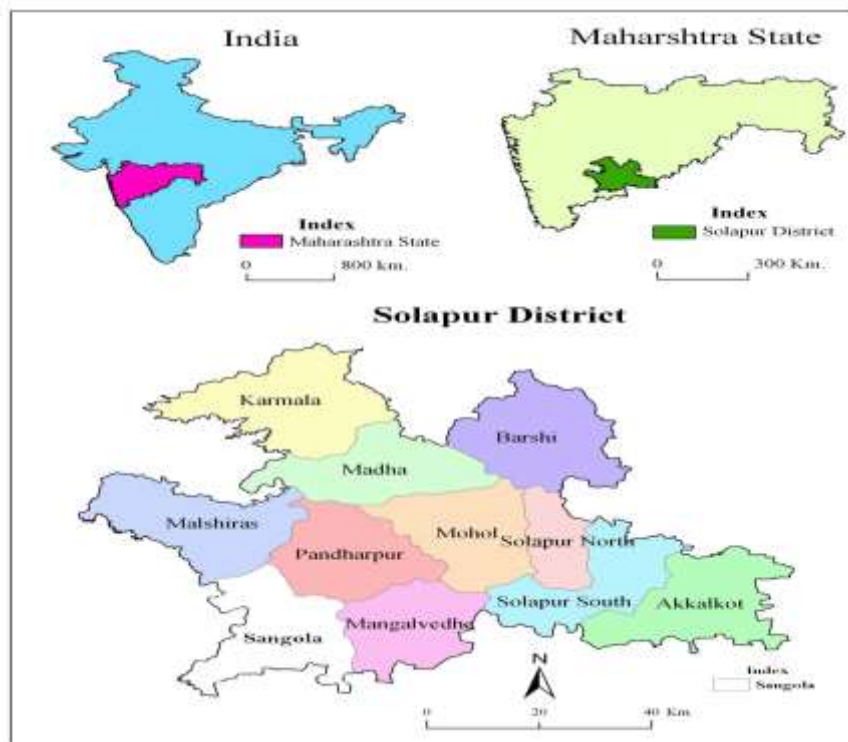 India
Maharshtra State
Index
Maharashtra State
0 800 km.
Index
Solapur District
0 300 Km.
Solapur District
Karmala
Barshi
Madha
Malshiras
Mohol
Solapur North
Pandharpur
Solapur South
Akkalkot
Mangalvedha
Sangola
N
Index
Sangola
0 20 40 Km.